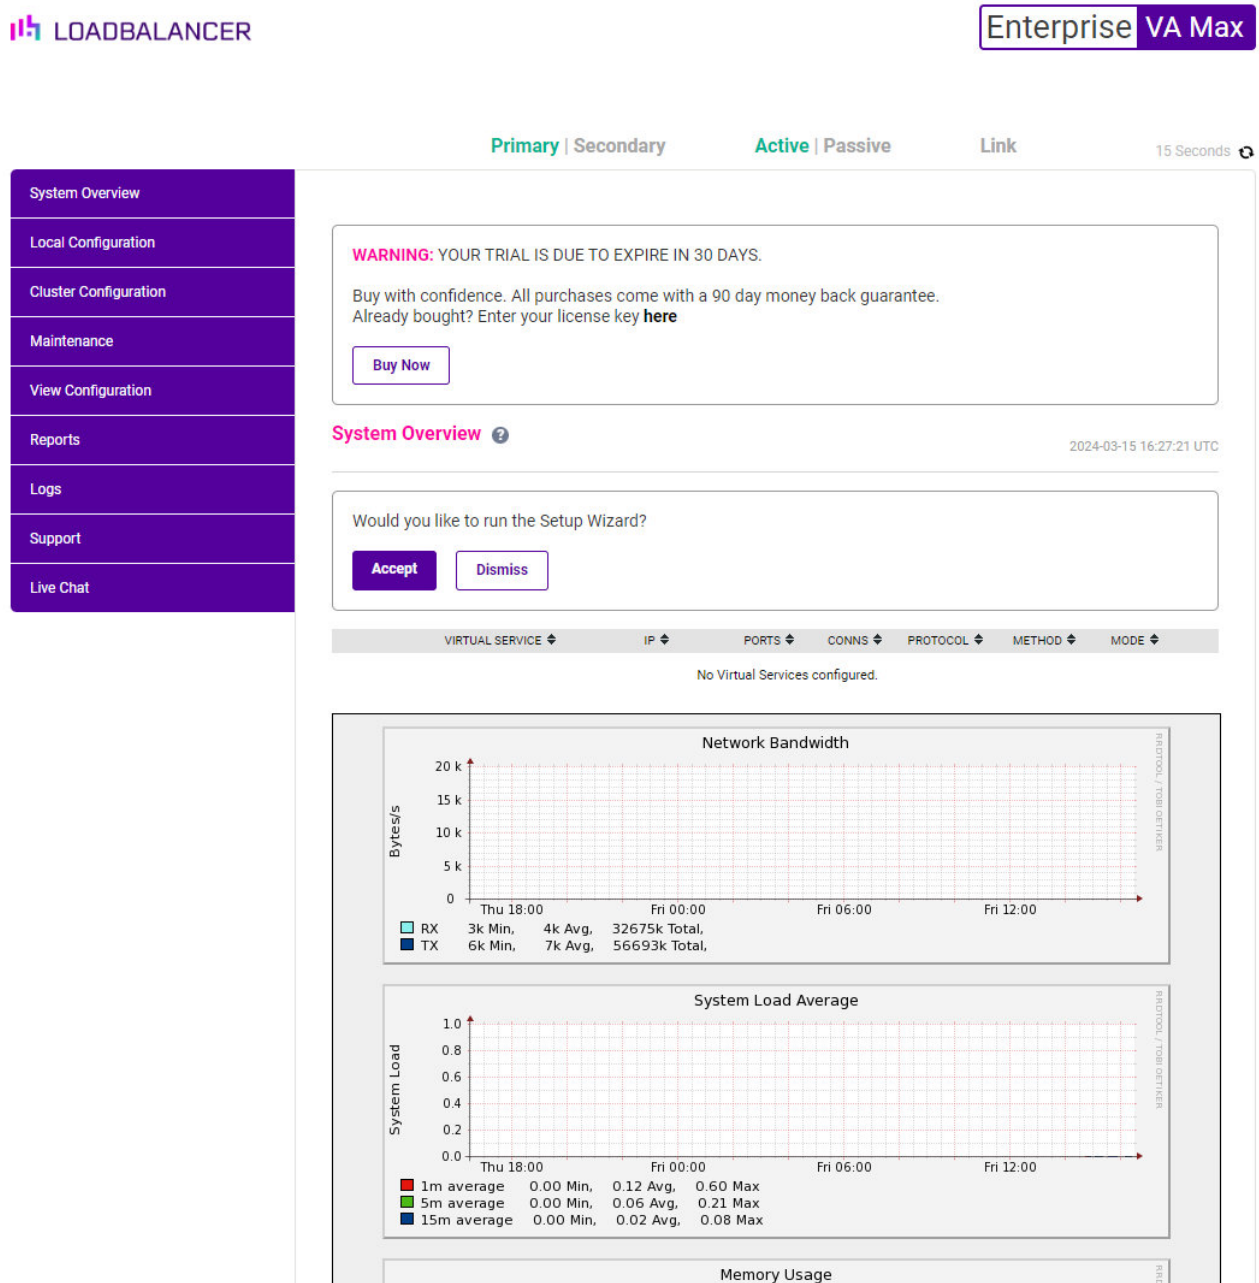 LOADBALANCER
Enterprise VA Max
Primary | Secondary
Active | Passive
Link
15 Seconds
System Overview
Local Configuration
Cluster Configuration
Maintenance
View Configuration
Reports
Logs
Support
Live Chat
WARNING: YOUR TRIAL IS DUE TO EXPIRE IN 30 DAYS.
Buy with confidence. All purchases come with a 90 day money back guarantee.
Already bought? Enter your license key here
Buy Now
System Overview ?
2024-03-15 16:27:21 UTC
Would you like to run the Setup Wizard?
Accept Dismiss
VIRTUAL SERVICE IP PORTS CONNS PROTOCOL METHOD MODE
No Virtual Services configured.
Network Bandwidth
RRDTOOL / TOBI OETIKER
Bytes/s
20 k
15 k
10 k
5 k
0
Thu 18:00 Fri 00:00 Fri 06:00 Fri 12:00
RX 3k Min, 4k Avg, 32675k Total,
TX 6k Min, 7k Avg, 56693k Total,
System Load Average
RRDTOOL / TOBI OETIKER
System Load
1.0
0.8
0.6
0.4
0.2
0.0
Thu 18:00 Fri 00:00 Fri 06:00 Fri 12:00
1m average 0.00 Min, 0.12 Avg, 0.60 Max
5m average 0.00 Min, 0.06 Avg, 0.21 Max
15m average 0.00 Min, 0.02 Avg, 0.08 Max
Memory Usage